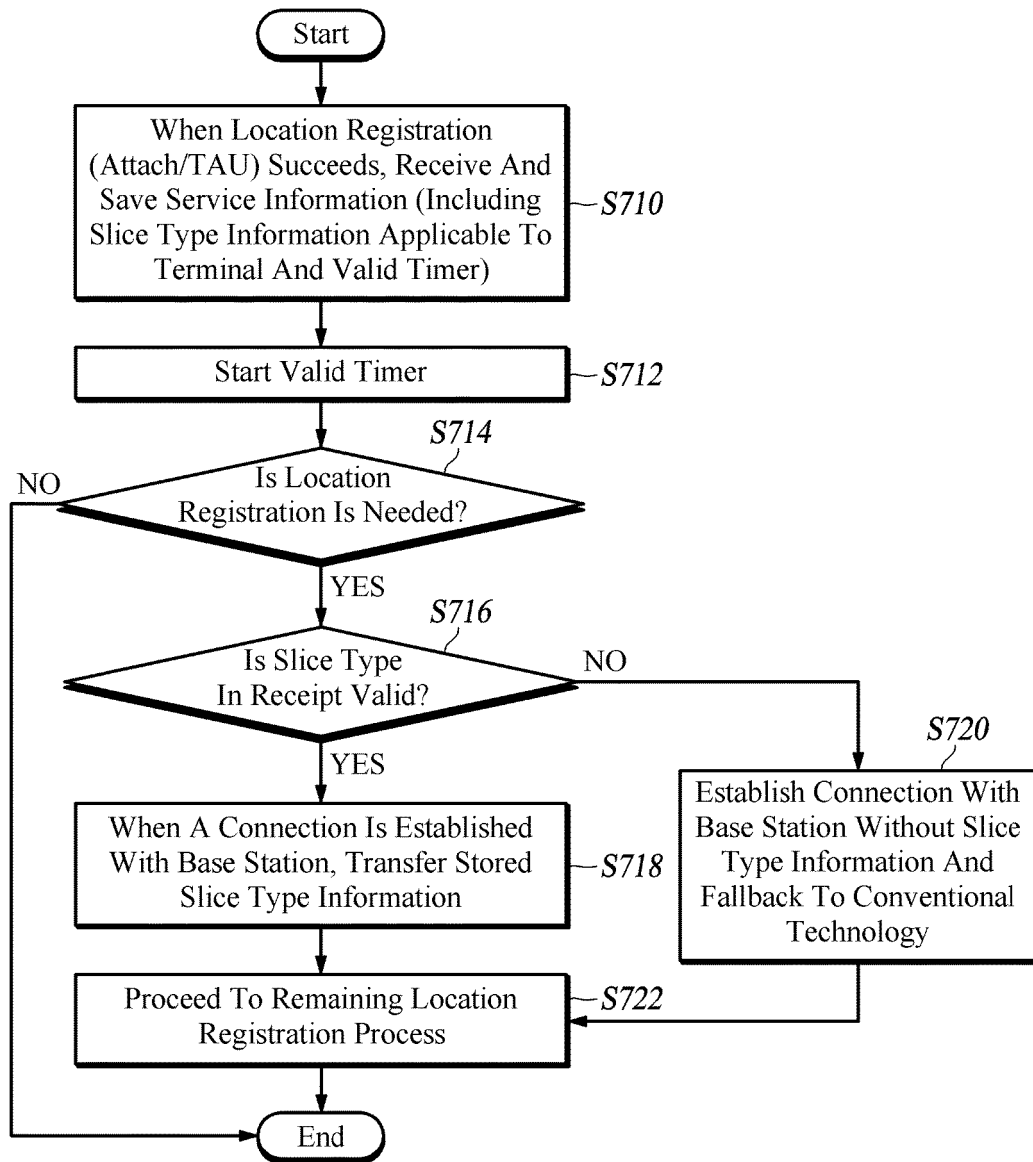 Start
When Location Registration
(Attach/TAU) Succeeds, Receive And
Save Service Information (Including
Slice Type Information Applicable To
Terminal And Valid Timer)
S710
Start Valid Timer
S712
S714
NO
Is Location
Registration Is Needed?
YES
S716
Is Slice Type
In Receipt Valid?
NO
YES
S720
When A Connection Is Established
With Base Station, Transfer Stored
Slice Type Information
S718
Establish Connection With
Base Station Without Slice
Type Information And
Fallback To Conventional
Technology
Proceed To Remaining Location
Registration Process
S722
End